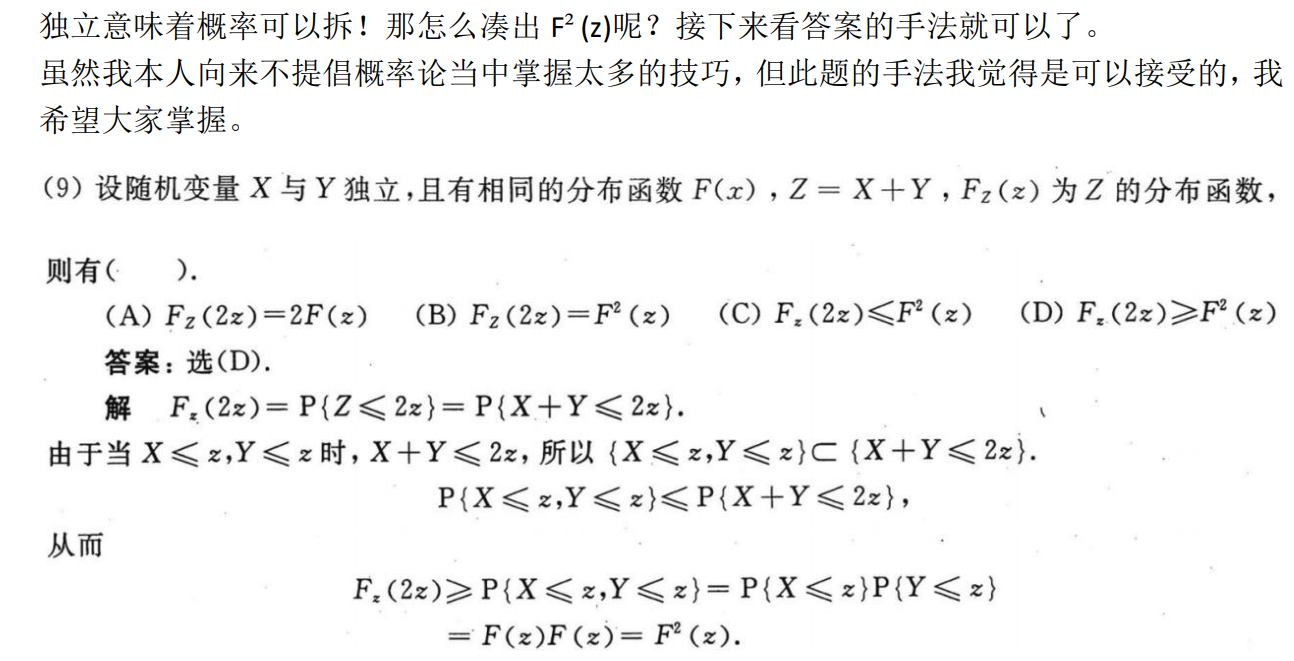 独立意味着概率可以拆！那怎么凑出 F² (z)呢？接下来看答案的手法就可以了。
虽然我本人向来不提倡概率论当中掌握太多的技巧，但此题的手法我觉得是可以接受的，我
希望大家掌握。
(9) 设随机变量 X 与 Y 独立,且有相同的分布函数 F(x) , Z = X+Y , F_Z(z) 为 Z 的分布函数,
则有(　　).
(A) F_Z(2z)=2F(z)　(B) F_Z(2z)=F²(z)　(C) F_z(2z)⩽F²(z)　(D) F_z(2z)⩾F²(z)
答案：选(D).
解　F_z(2z)= P{Z⩽2z}= P{X+Y⩽2z}.
由于当 X⩽z,Y⩽z 时, X+Y⩽2z, 所以 {X⩽z,Y⩽z}⊂ {X+Y⩽2z}.
P{X⩽z,Y⩽z}⩽P{X+Y⩽2z},
从而
F_z(2z)⩾P{X⩽z,Y⩽z}= P{X⩽z}P{Y⩽z}
= F(z)F(z)= F²(z).